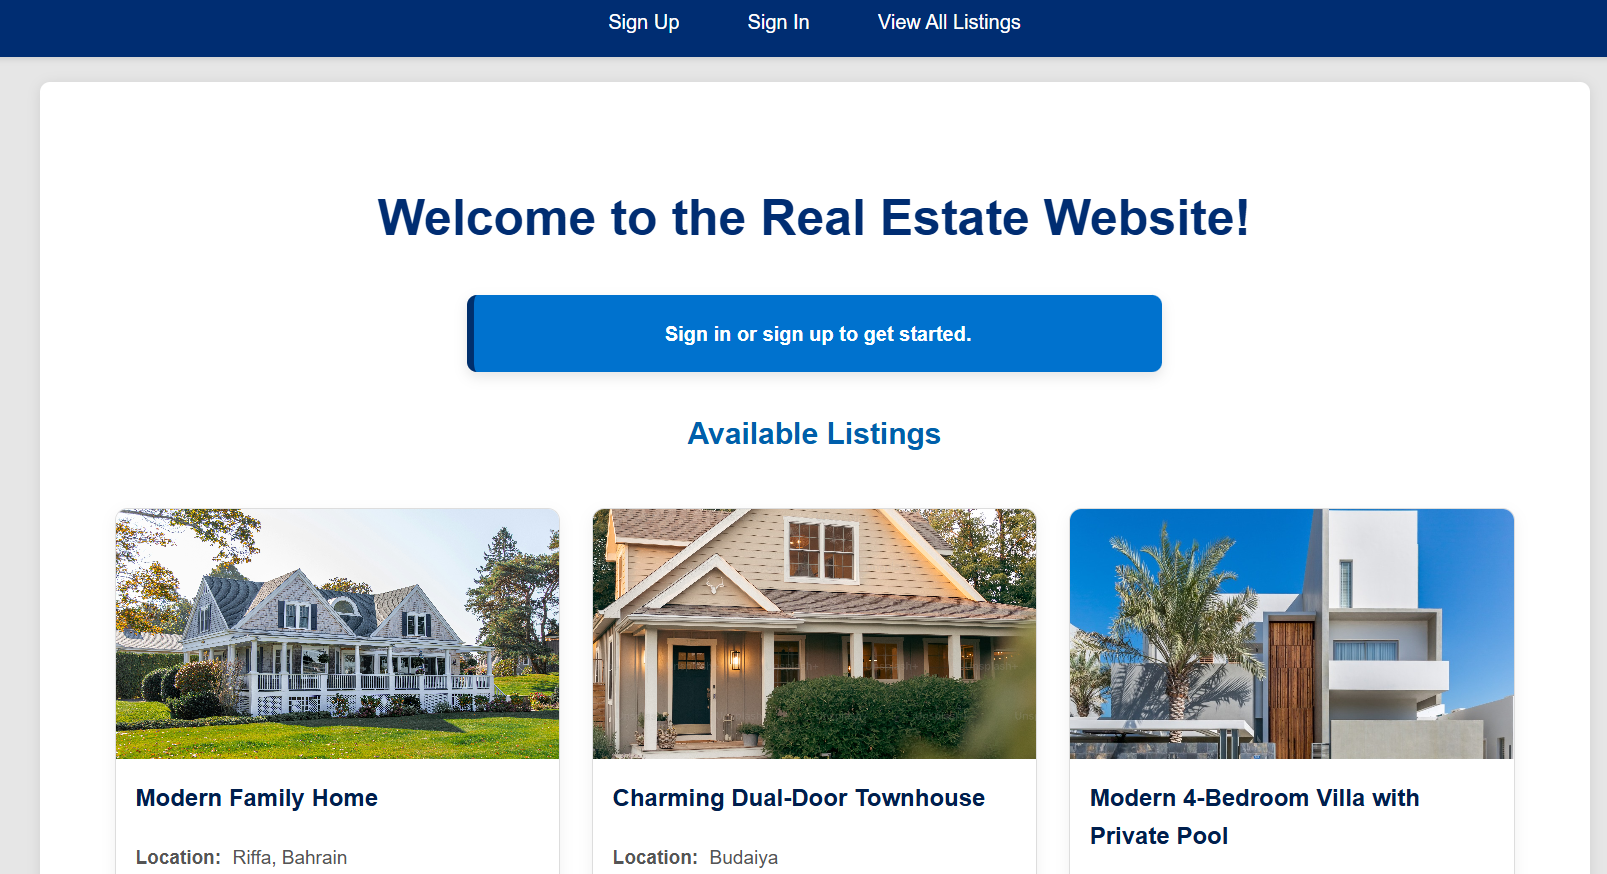 Sign Up Sign In View All Listings
Welcome to the Real Estate Website!
Sign in or sign up to get started.
Available Listings
Modern Family Home
Location: Riffa, Bahrain
Charming Dual-Door Townhouse
Location: Budaiya
Modern 4-Bedroom Villa with
Private Pool